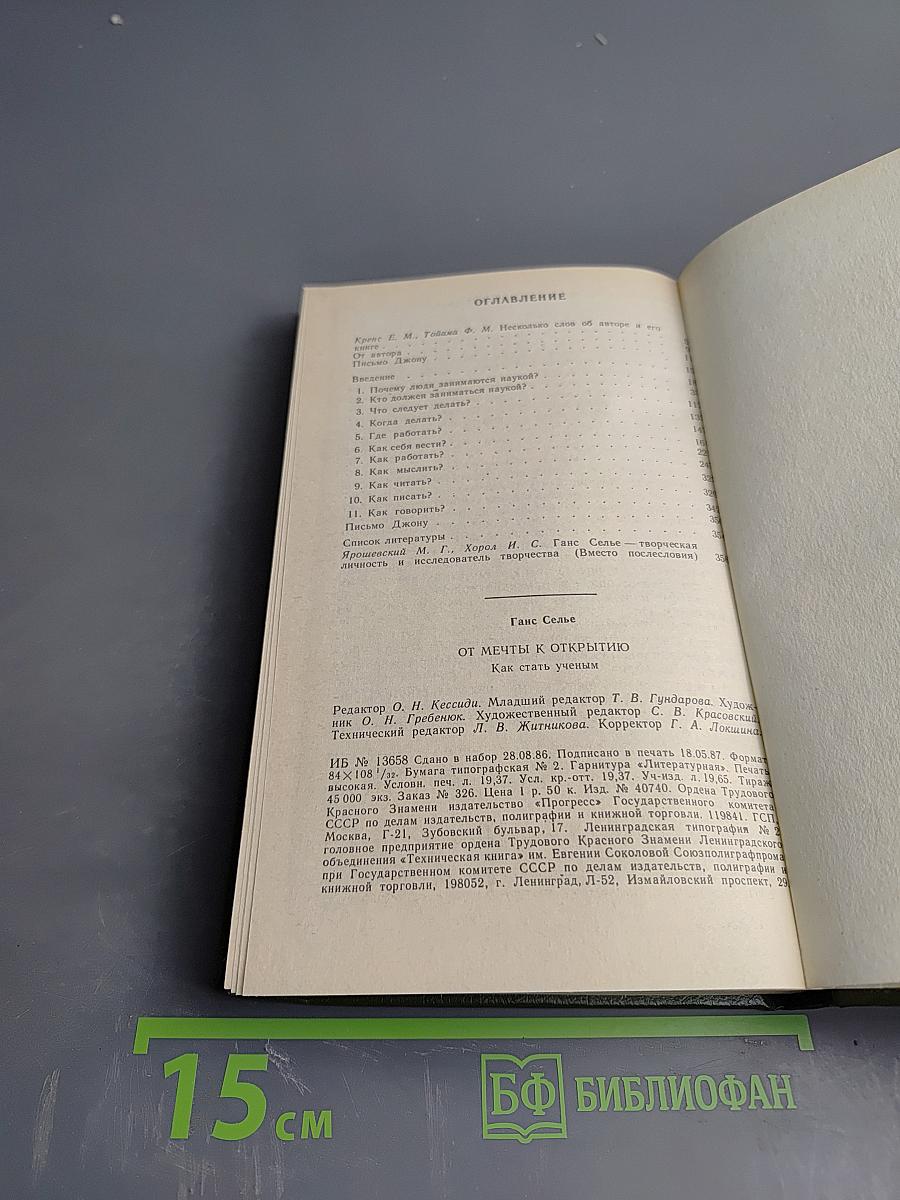 ОГЛАВЛЕНИЕ
Крепс Е. М., Тойама Ф. М. Несколько слов об авторе и его
книге
От автора
Письмо Джону
Введение
1. Почему люди занимаются наукой?
2. Кто должен заниматься наукой?
3. Что следует делать?
4. Когда делать?
5. Где работать?
6. Как себя вести?
7. Как работать?
8. Как мыслить?
9. Как читать?
10. Как писать?
11. Как говорить?
Письмо Джону
Список литературы
Ярошевский М. Г., Хорол И. С. Ганс Селье — творческая
личность и исследователь творчества (Вместо послесловия)
Ганс Селье
ОТ МЕЧТЫ К ОТКРЫТИЮ
Как стать ученым
Редактор О. Н. Кессиди. Младший редактор Т. В. Гундарова. Худож-
ник О. Н. Гребенюк. Художественный редактор С. В. Красовский.
Технический редактор Л. В. Житникова. Корректор Г. А. Локшина.
ИБ № 13658 Сдано в набор 28.08.86. Подписано в печать 18.05.87. Формат
84×108 1/32. Бумага типографская № 2. Гарнитура «Литературная». Печать
высокая. Условн. печ. л. 19,37. Усл. кр.-отт. 19,37. Уч-изд. л. 19,65. Тираж
45 000 экз. Заказ № 326. Цена 1 р. 50 к. Изд. № 40740. Ордена Трудового
Красного Знамени издательство «Прогресс» Государственного комитета
СССР по делам издательств, полиграфии и книжной торговли. 119841. ГСП,
Москва, Г-21, Зубовский бульвар, 17. Ленинградская типография № 2
головное предприятие ордена Трудового Красного Знамени Ленинградского
объединения «Техническая книга» им. Евгении Соколовой Союзполиграфпрома
при Государственном комитете СССР по делам издательств, полиграфии и
книжной торговли, 198052, г. Ленинград, Л-52, Измайловский проспект, 29
15 см
БФ БИБЛИОФАН